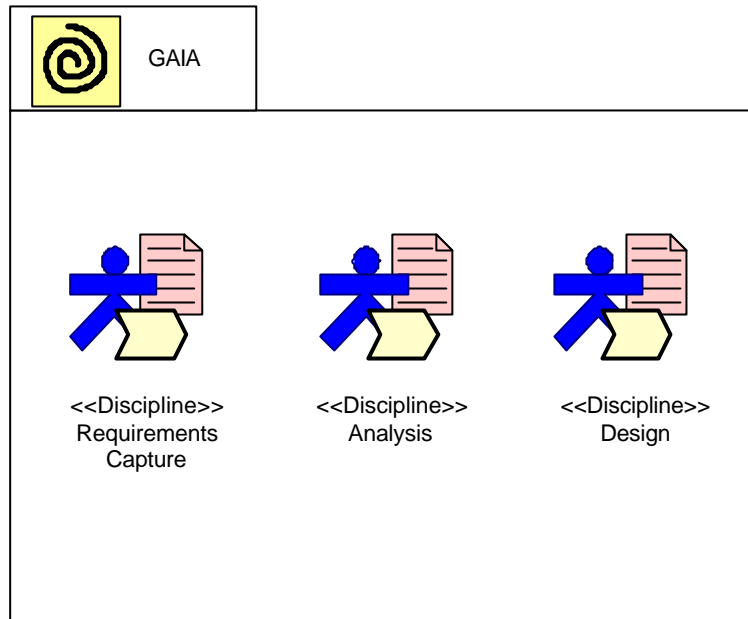 GAIA
<<Discipline>> <<Discipline>> <<Discipline>>
Requirements Analysis Design
Capture